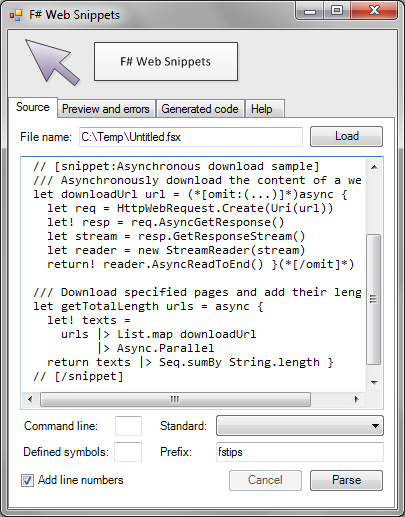 F# Web Snippets
F# Web Snippets
Source Preview and errors Generated code Help
File name: C:\Temp\Untitled.fsx Load
// [snippet:Asynchronous download sample]
/// Asynchronously download the content of a we
let downloadUrl url = (*[omit:(...)]*)async {
  let req = HttpWebRequest.Create(Uri(url))
  let! resp = req.AsyncGetResponse()
  let stream = resp.GetResponseStream()
  let reader = new StreamReader(stream)
  return! reader.AsyncReadToEnd() }(*[/omit]*)
/// Download specified pages and add their leng
let getTotalLength urls = async {
  let! texts =
    urls |> List.map downloadUrl
         |> Async.Parallel
  return texts |> Seq.sumBy String.length }
// [/snippet]
Command line: Standard:
Defined symbols: Prefix: fstips
Add line numbers Cancel Parse